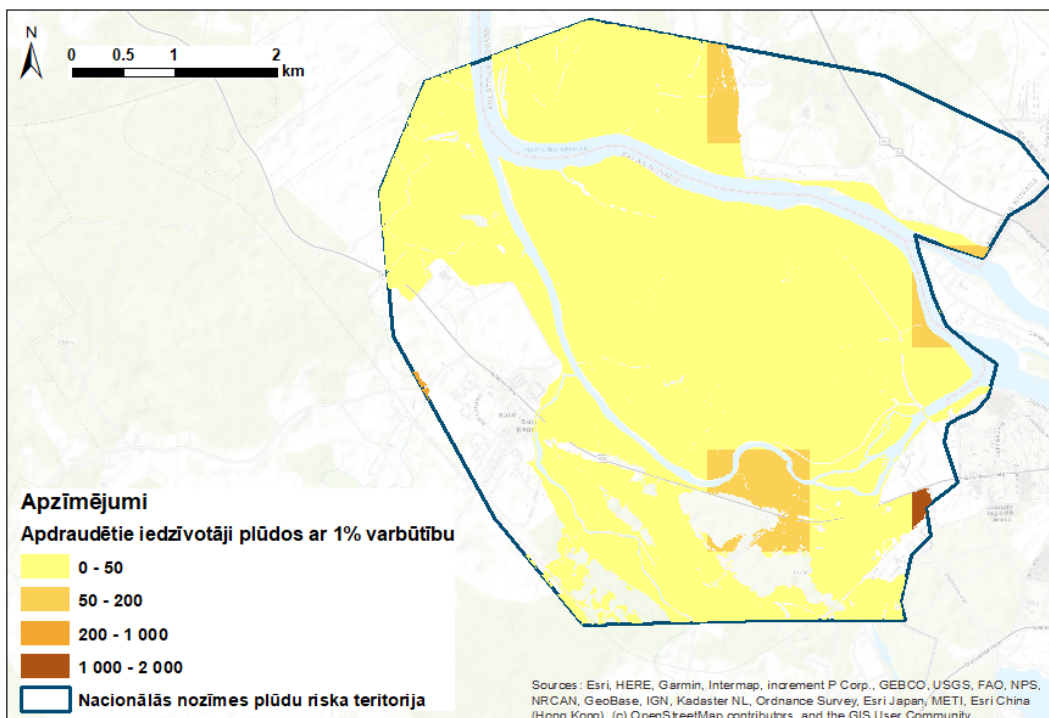 N
0 0.5 1 2
km
SALAS NOVADS
Sala
Apzīmējumi
Apdraudētie iedzīvotāji plūdos ar 1% varbūtību
0 - 50
50 - 200
200 - 1 000
1 000 - 2 000
Nacionālās nozīmes plūdu riska teritorija
Sources: Esri, HERE, Garmin, Intermap, increment P Corp., GEBCO, USGS, FAO, NPS,
NRCAN, GeoBase, IGN, Kadaster NL, Ordnance Survey, Esri Japan, METI, Esri China
(Hong Kong), (c) OpenStreetMap contributors, and the GIS User Community